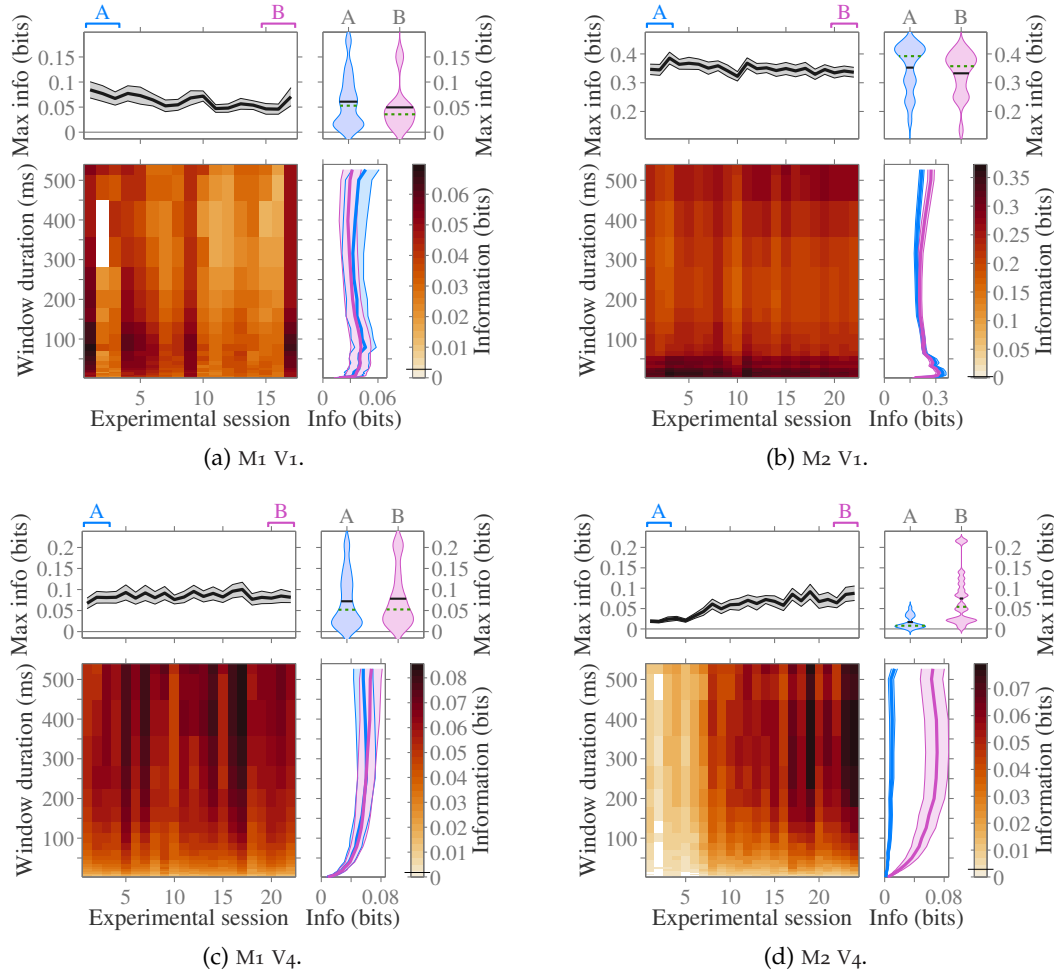 A B A B
Max info (bits) 0.15 0.1 0.05 0 0.15 0.1 0.05 0 Max info (bits)
Window duration (ms) 500 400 300 200 100 0.06 0.05 0.04 0.03 0.02 0.01 0 Information (bits)
5 10 15 0 0.06
Experimental session Info (bits)
(a) M1 V1.
A B A B
Max info (bits) 0.4 0.3 0.2 0.4 0.3 0.2 Max info (bits)
Window duration (ms) 500 400 300 200 100 0.35 0.3 0.25 0.2 0.15 0.1 0.05 0 Information (bits)
5 10 15 20 0 0.3
Experimental session Info (bits)
(b) M2 V1.
A B A B
Max info (bits) 0.2 0.15 0.1 0.05 0 0.2 0.15 0.1 0.05 0 Max info (bits)
Window duration (ms) 500 400 300 200 100 0.08 0.07 0.06 0.05 0.04 0.03 0.02 0.01 0 Information (bits)
5 10 15 20 0 0.08
Experimental session Info (bits)
(c) M1 V4.
A B A B
Max info (bits) 0.2 0.15 0.1 0.05 0 0.2 0.15 0.1 0.05 0 Max info (bits)
Window duration (ms) 500 400 300 200 100 0.07 0.06 0.05 0.04 0.03 0.02 0.01 0 Information (bits)
5 10 15 20 0 0.08
Experimental session Info (bits)
(d) M2 V4.